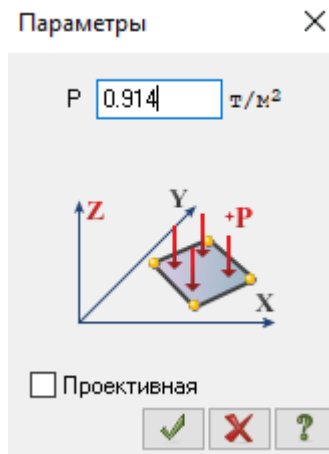 Параметры
P 0.914 т/м²
Z
Y
+P
X
Проективная
?